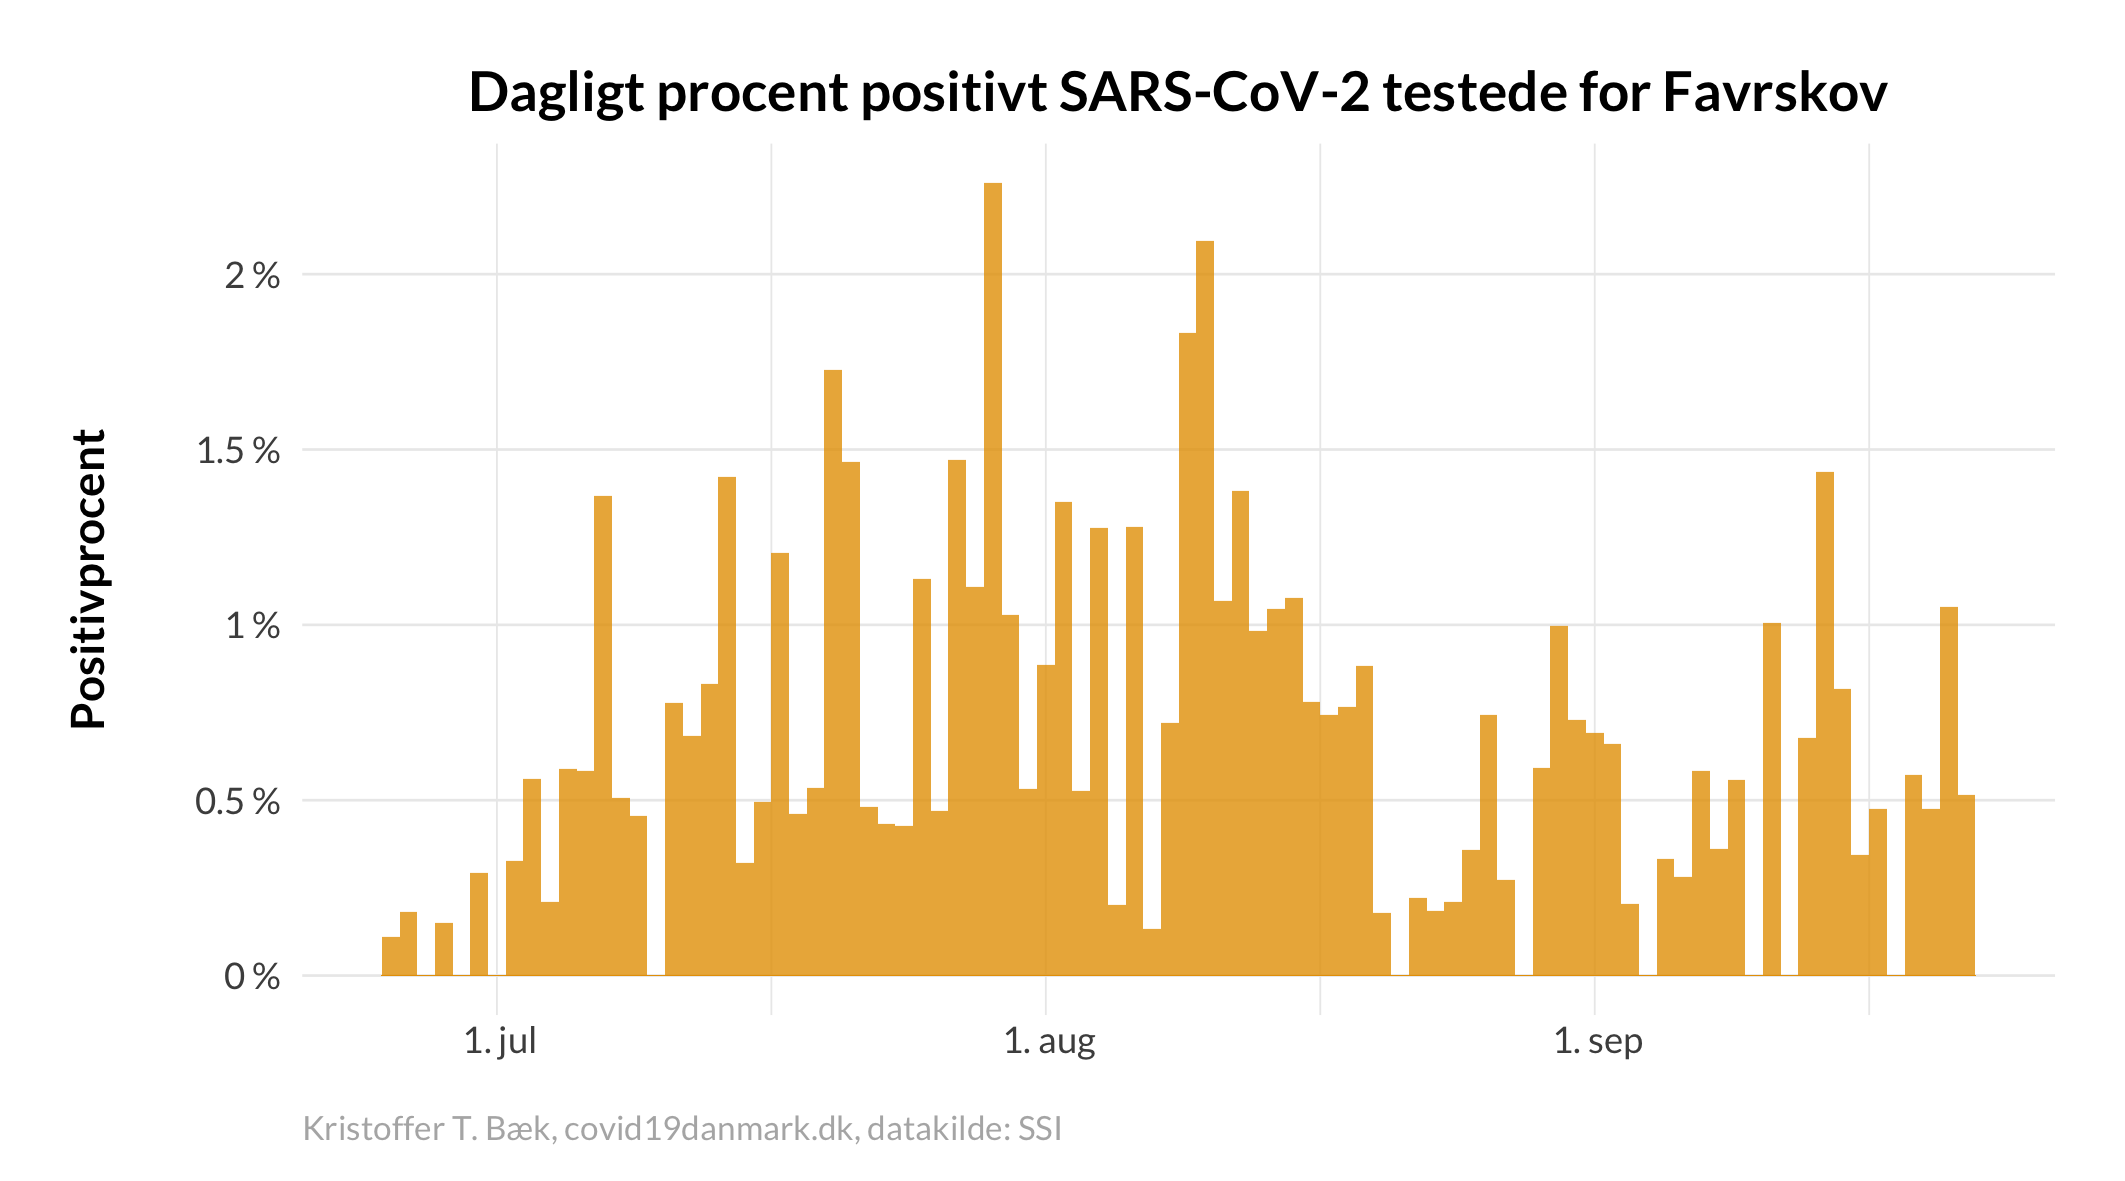 Dagligt procent positivt SARS-CoV-2 testede for Favrskov
Positivprocent
2 %
1.5 %
1 %
0.5 %
0 %
1. jul
1. aug
1. sep
Kristoffer T. Bæk, covid19danmark.dk, datakilde: SSI